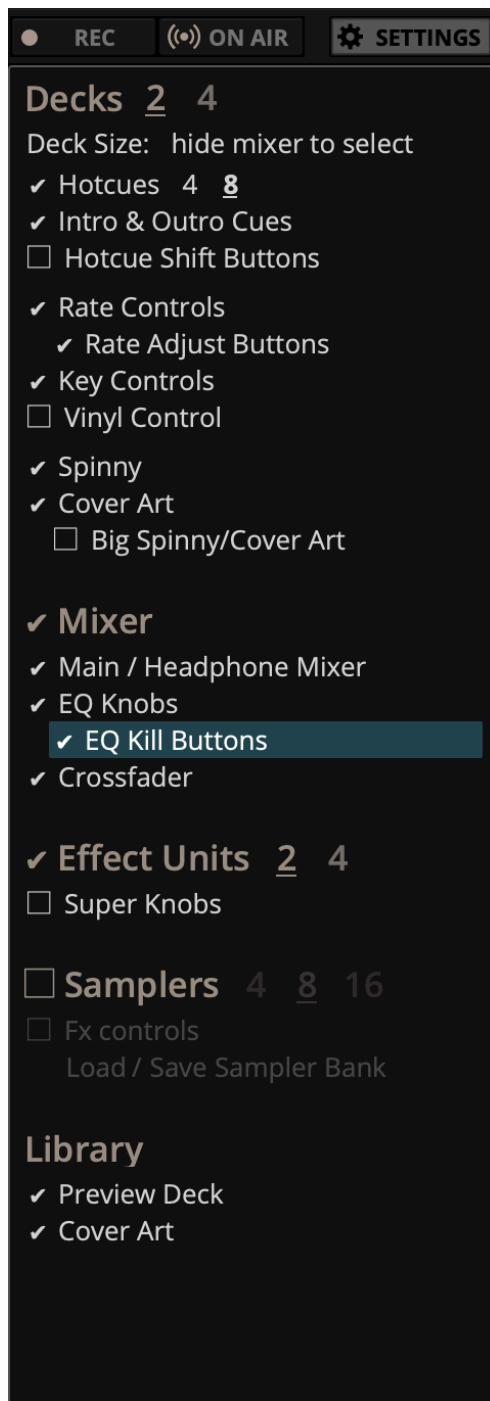 REC ON AIR SETTINGS
Decks 2 4
Deck Size: hide mixer to select
Hotcues 4 8
Intro & Outro Cues
Hotcue Shift Buttons
Rate Controls
Rate Adjust Buttons
Key Controls
Vinyl Control
Spinny
Cover Art
Big Spinny/Cover Art
Mixer
Main / Headphone Mixer
EQ Knobs
EQ Kill Buttons
Crossfader
Effect Units 2 4
Super Knobs
Samplers 4 8 16
Fx controls
Load / Save Sampler Bank
Library
Preview Deck
Cover Art